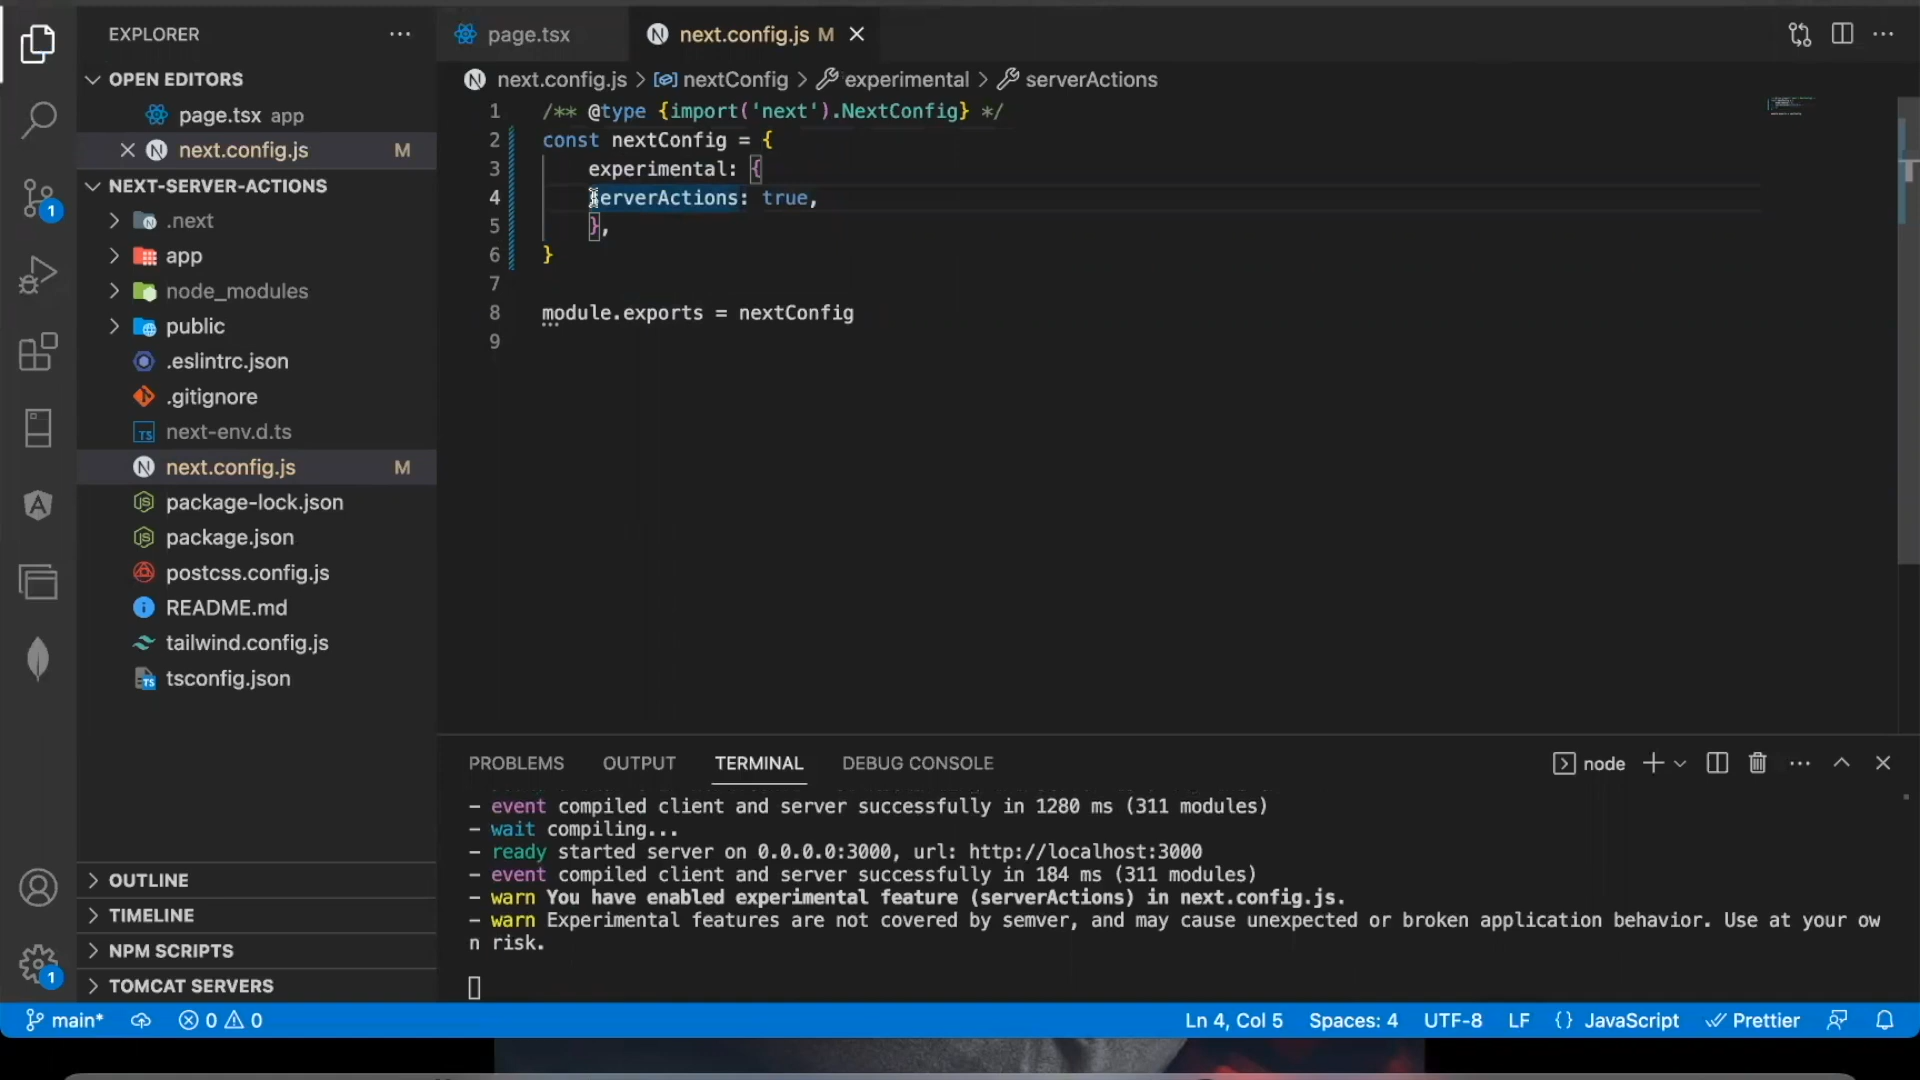 EXPLORER
OPEN EDITORS
page.tsx app
next.config.js M
NEXT-SERVER-ACTIONS
.next
app
node_modules
public
.eslintrc.json
.gitignore
next-env.d.ts
next.config.js M
package-lock.json
package.json
postcss.config.js
README.md
tailwind.config.js
tsconfig.json
OUTLINE
TIMELINE
NPM SCRIPTS
TOMCAT SERVERS
page.tsx
next.config.js M
next.config.js > nextConfig > experimental > serverActions
1 /** @type {import('next').NextConfig} */
2 const nextConfig = {
3 experimental: {
4 serverActions: true,
5 },
6 }
7
8 module.exports = nextConfig
9
PROBLEMS OUTPUT TERMINAL DEBUG CONSOLE
node
- event compiled client and server successfully in 1280 ms (311 modules)
- wait compiling...
- ready started server on 0.0.0.0:3000, url: http://localhost:3000
- event compiled client and server successfully in 184 ms (311 modules)
- warn You have enabled experimental feature (serverActions) in next.config.js.
- warn Experimental features are not covered by semver, and may cause unexpected or broken application behavior. Use at your ow
n risk.
main* 0 0 Ln 4, Col 5 Spaces: 4 UTF-8 LF {} JavaScript Prettier
1
1